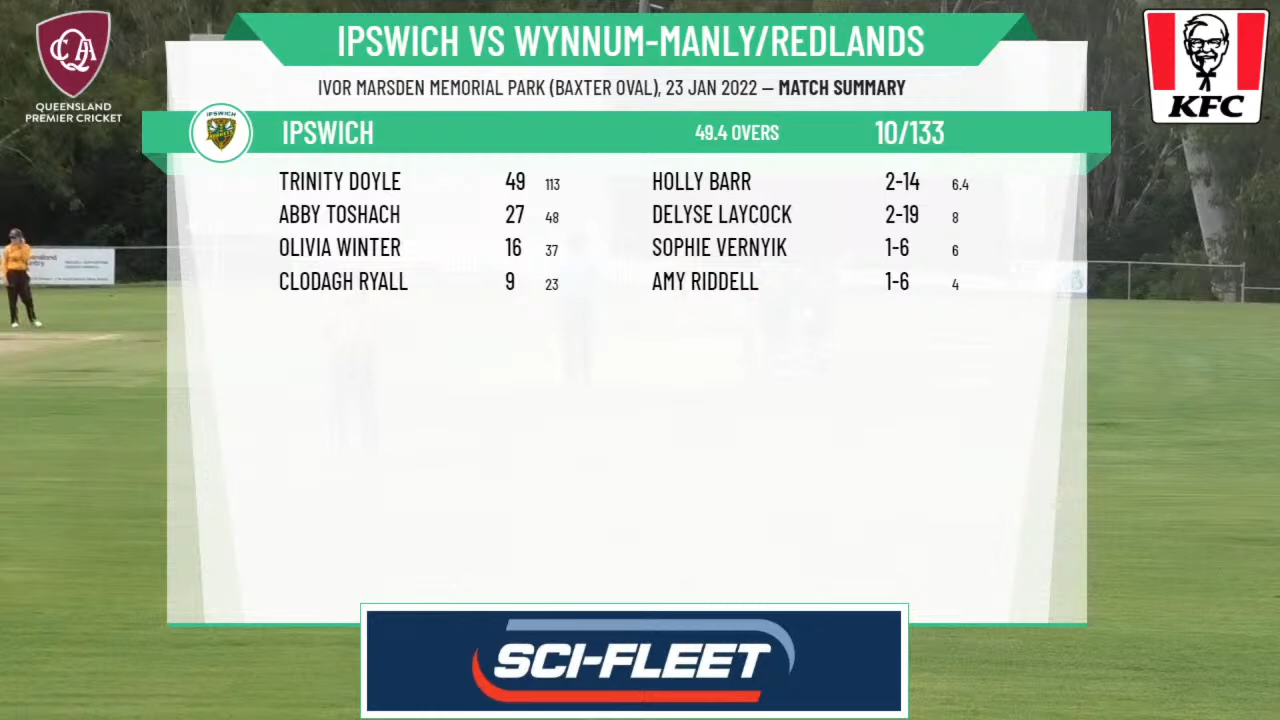 IPSWICH VS WYNNUM-MANLY/REDLANDS
IVOR MARSDEN MEMORIAL PARK (BAXTER OVAL), 23 JAN 2022 – MATCH SUMMARY
QUEENSLAND
PREMIER CRICKET
KFC
IPSWICH
IPSWICH 49.4 OVERS 10/133
TRINITY DOYLE 49 113 HOLLY BARR 2-14 6.4
ABBY TOSHACH 27 48 DELYSE LAYCOCK 2-19 8
OLIVIA WINTER 16 37 SOPHIE VERNYIK 1-6 6
CLODAGH RYALL 9 23 AMY RIDDELL 1-6 4
SCI-FLEET